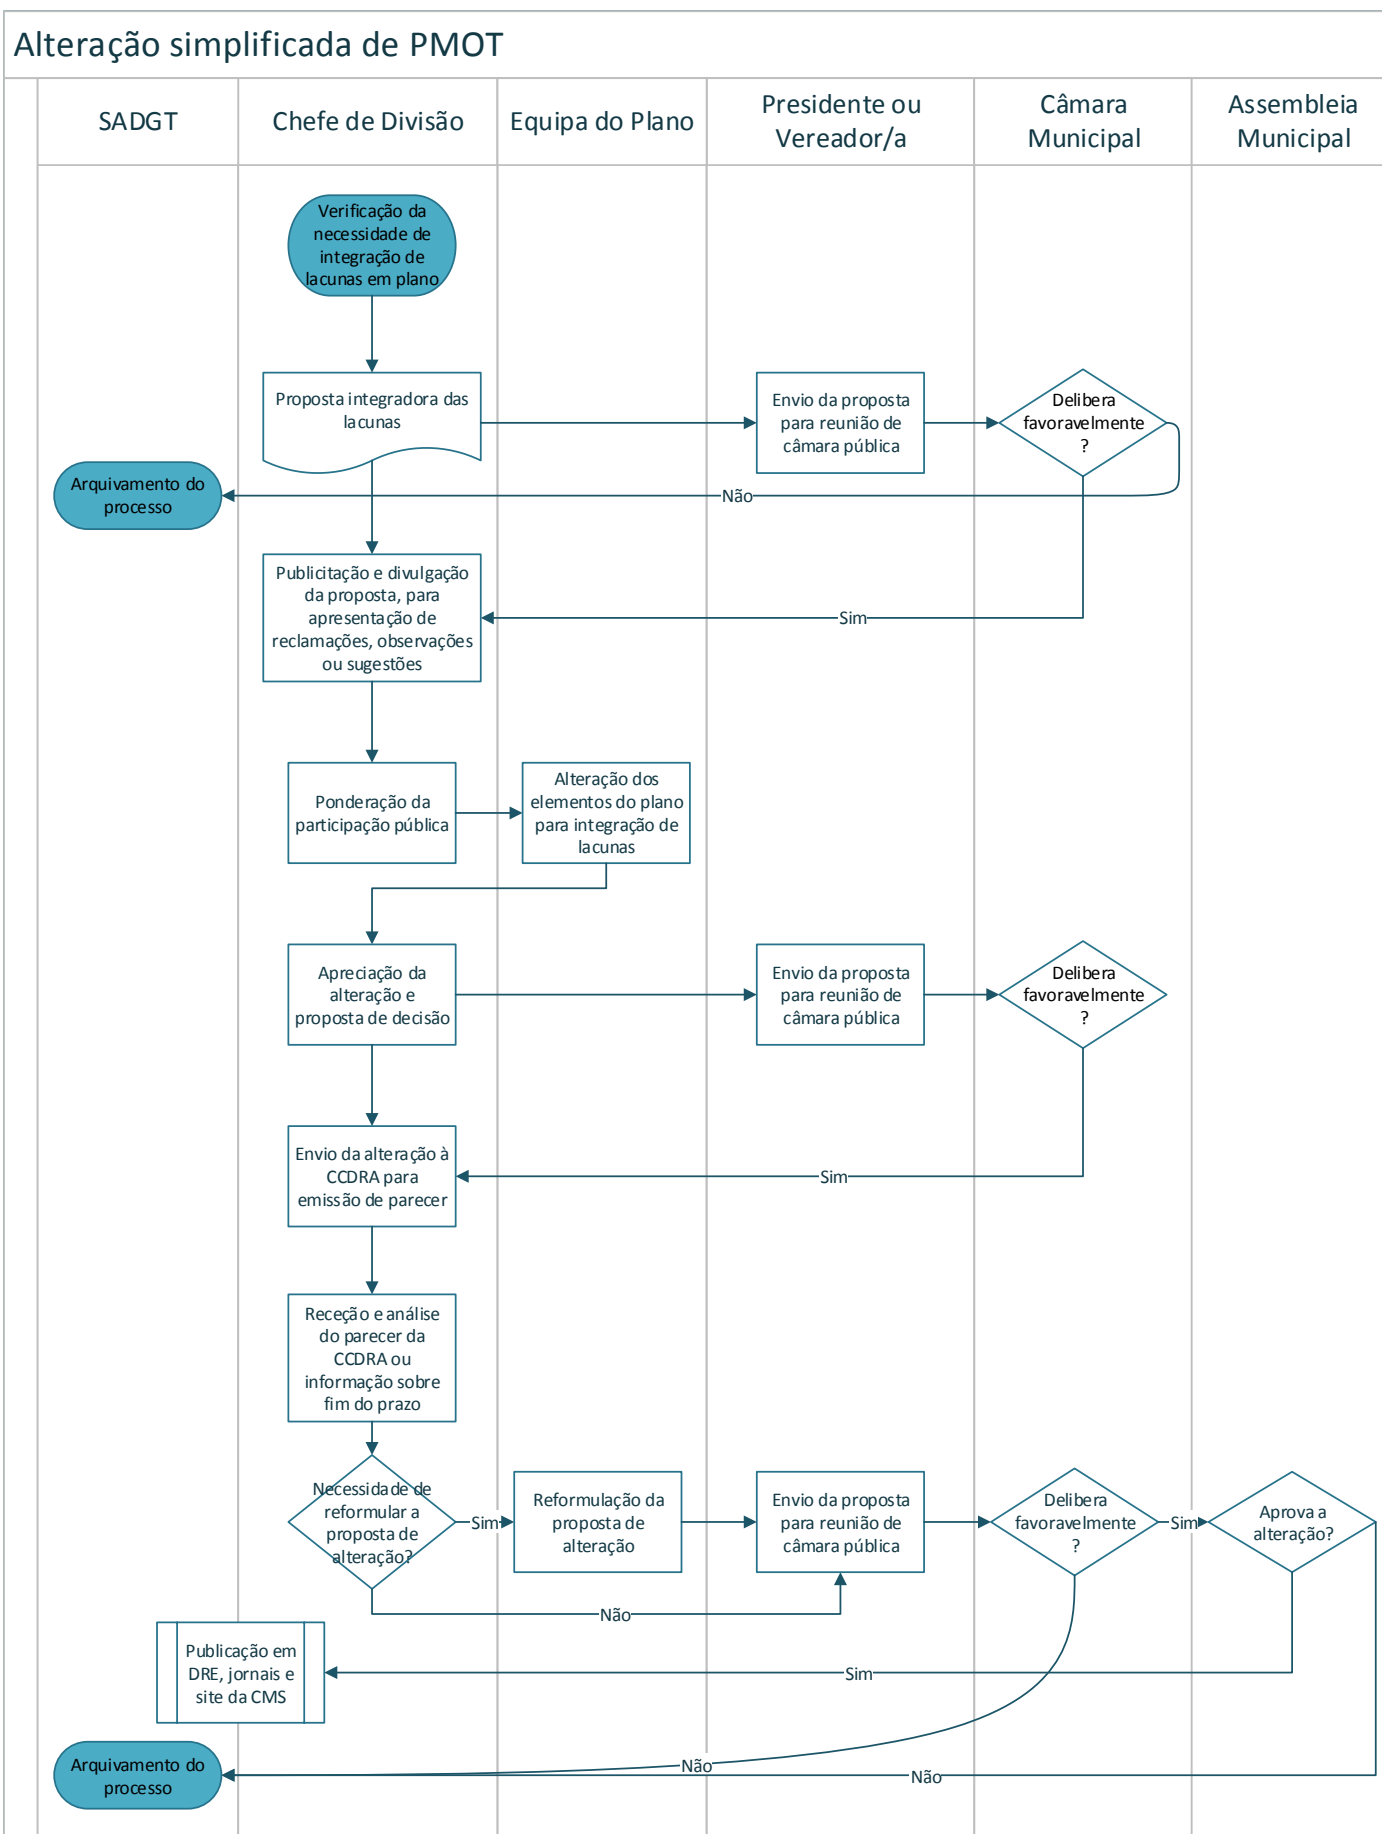 Alteração simplificada de PMOT
SADGT
Chefe de Divisão
Equipa do Plano
Presidente ou
Vereador/a
Câmara
Municipal
Assembleia
Municipal
Verificação da
necessidade de
integração de
lacunas em plano
Proposta integradora das
lacunas
Envio da proposta
para reunião de
câmara pública
Delibera
favoravelmente
?
Arquivamento do
processo
Não
Publicitação e divulgação
da proposta, para
apresentação de
reclamações, observações
ou sugestões
Sim
Ponderação da
participação pública
Alteração dos
elementos do plano
para integração de
lacunas
Apreciação da
alteração e
proposta de decisão
Envio da proposta
para reunião de
câmara pública
Delibera
favoravelmente
?
Envio da alteração à
CCDRA para
emissão de parecer
Sim
Receção e análise
do parecer da
CCDRA ou
informação sobre
fim do prazo
Necessidade de
reformular a
proposta de
alteração?
Sim
Reformulação da
proposta de
alteração
Envio da proposta
para reunião de
câmara pública
Delibera
favoravelmente
?
Sim
Aprova a
alteração?
Não
Publicação em
DRE, jornais e
site da CMS
Sim
Arquivamento do
processo
Não
Não